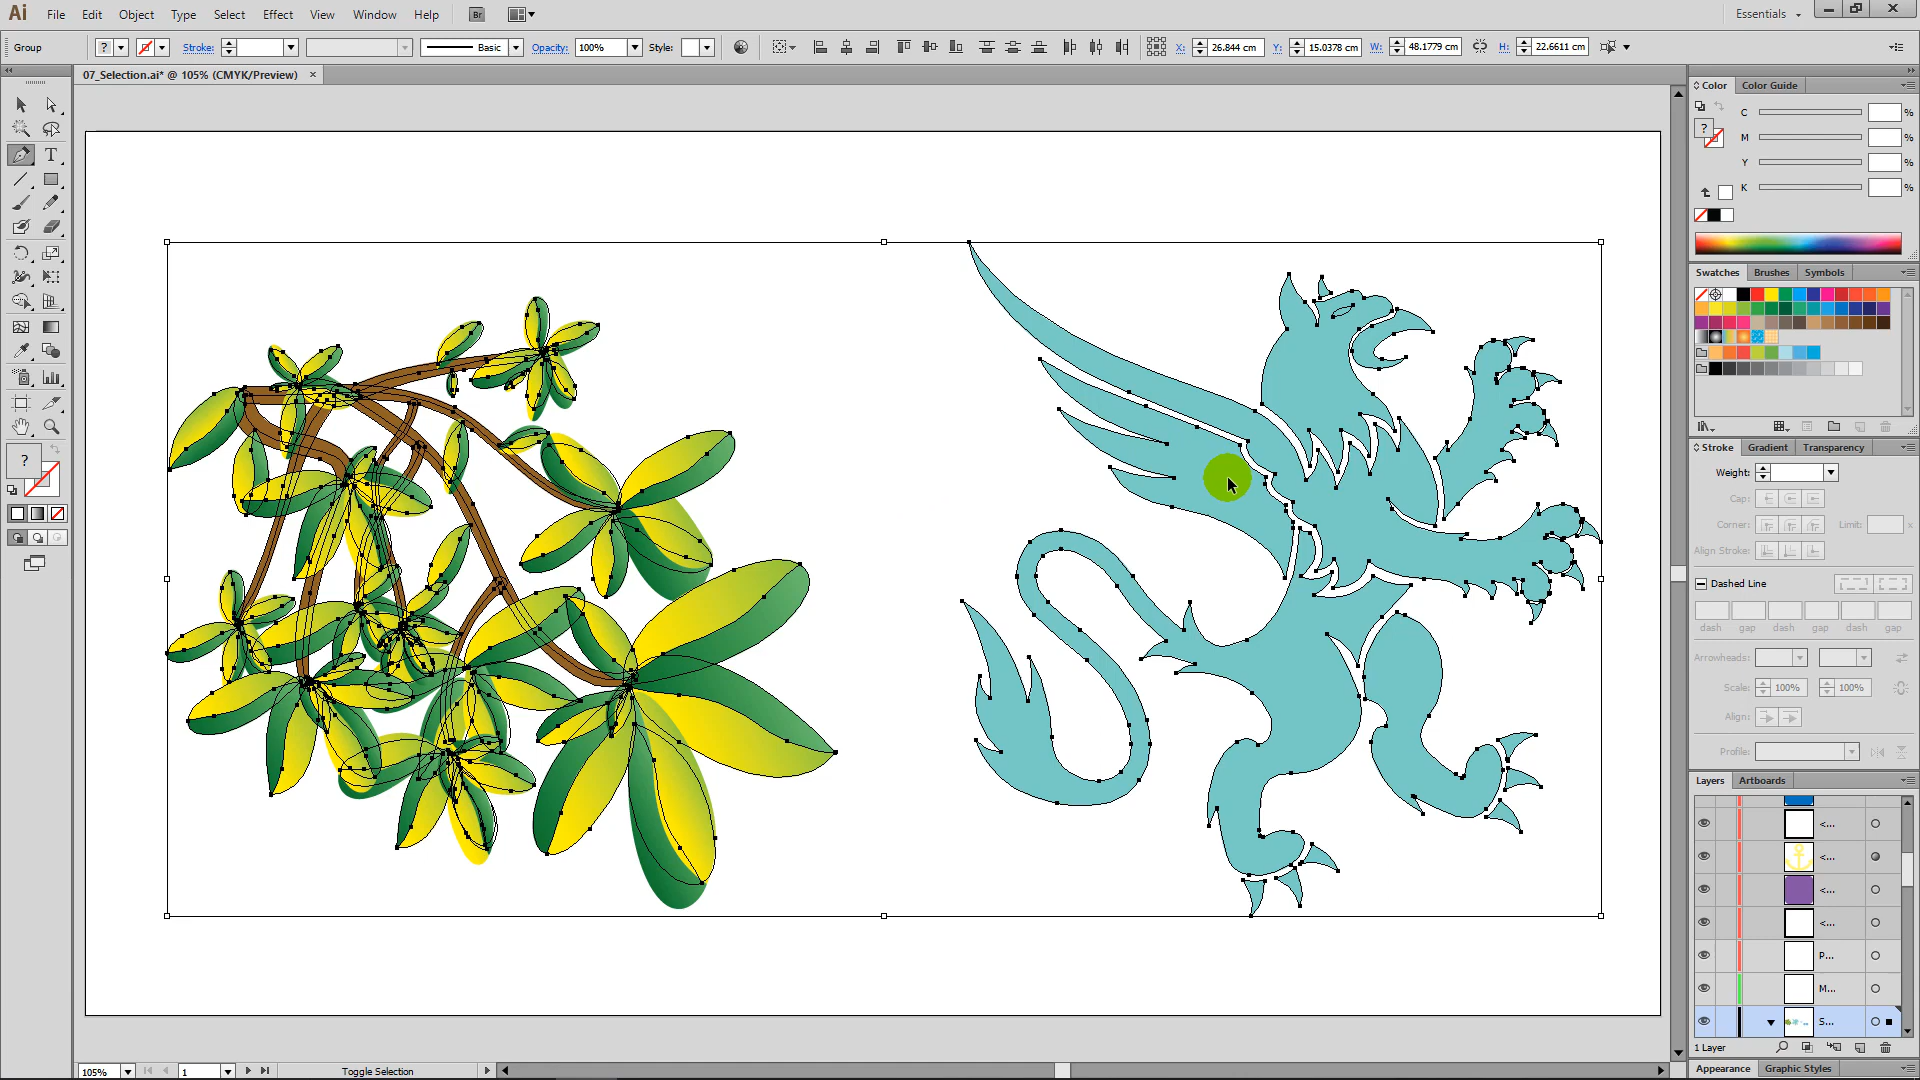 Ai File Edit Object Type Select Effect View Window Help Br Essentials
Group ? Stroke: Basic Opacity: 100% Style: X: 26.844 cm Y: 15.0378 cm W: 48.1779 cm H: 22.6611 cm
07_Selection.ai* @ 105% (CMYK/Preview)
Color Color Guide
C %
? M %
Y %
K %
Swatches Brushes Symbols
Stroke Gradient Transparency
Weight:
Cap:
Corner: Limit: x
Align Stroke:
Dashed Line
dash gap dash gap dash gap
Arrowheads:
Scale: 100% 100%
Align:
Profile:
Layers Artboards
<...
<...
<...
<...
P...
M...
S...
1 Layer
Appearance Graphic Styles
T
?
105% 1 Toggle Selection